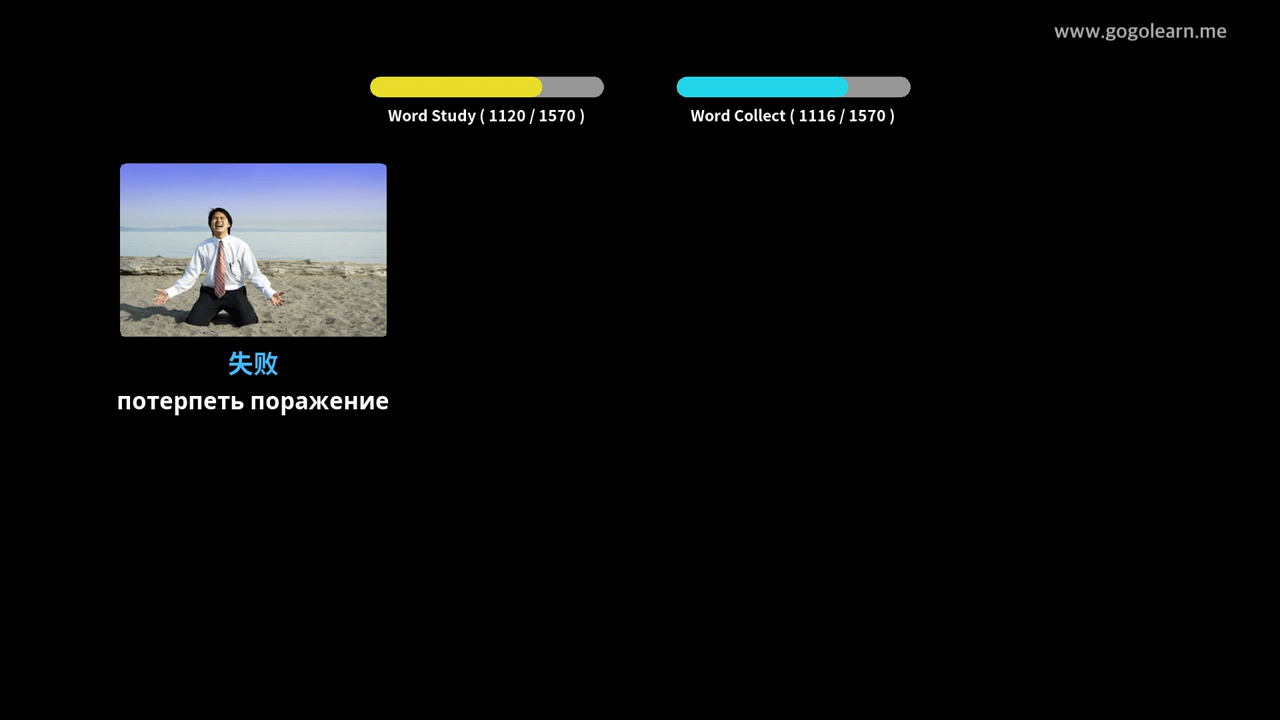 www.gogolearn.me
Word Study ( 1120 / 1570 )
Word Collect ( 1116 / 1570 )
失败
потерпеть поражение